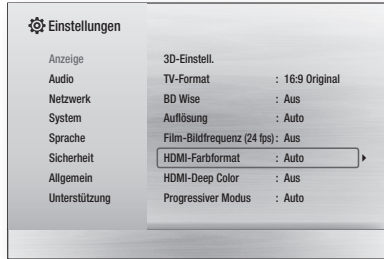 Einstellungen
Anzeige
Audio
Netzwerk
System
Sprache
Sicherheit
Allgemein
Unterstützung
3D-Einstell.
TV-Format : 16:9 Original
BD Wise : Aus
Auflösung : Auto
Film-Bildfrequenz (24 fps) : Aus
HDMI-Farbformat : Auto
HDMI-Deep Color : Aus
Progressiver Modus : Auto